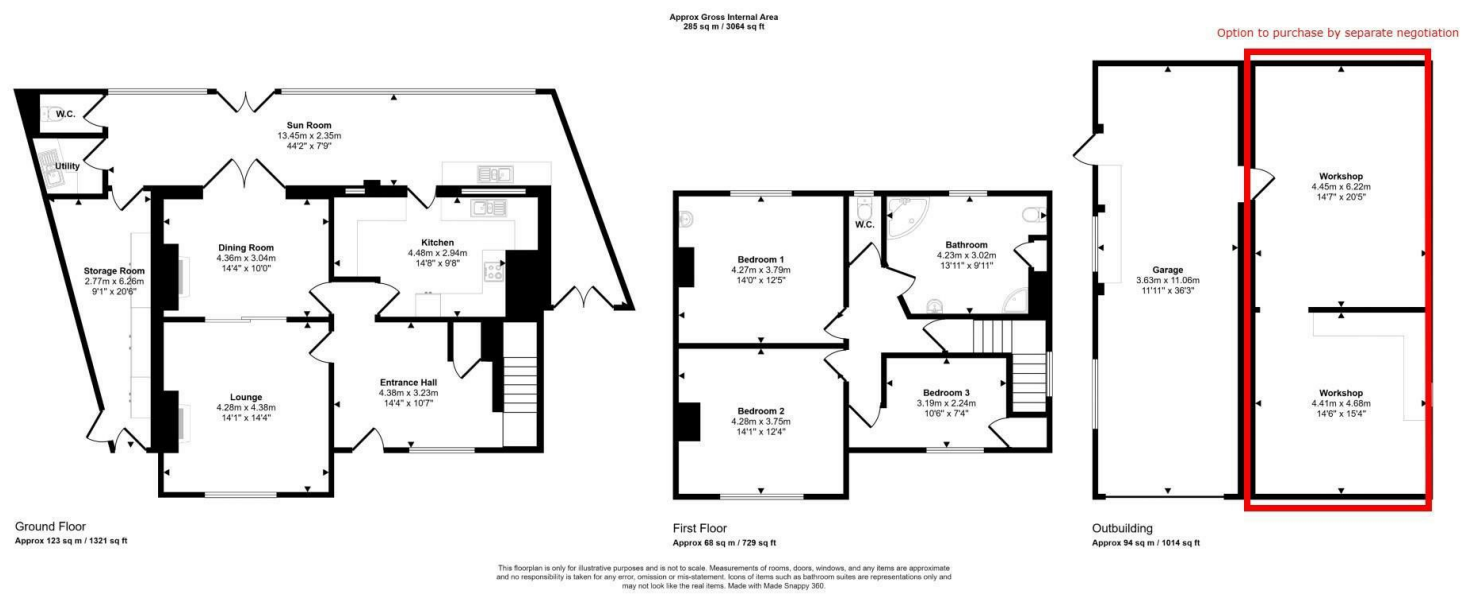 Approx Gross Internal Area
285 sq m / 3064 sq ft
Option to purchase by separate negotiation
W.C.
Utility
Sun Room
13.45m x 2.35m
44'2" x 7'9"
Storage Room
2.77m x 6.26m
9'1" x 20'6"
Dining Room
4.36m x 3.04m
14'4" x 10'0"
Kitchen
4.48m x 2.94m
14'8" x 9'8"
Lounge
4.28m x 4.38m
14'1" x 14'4"
Entrance Hall
4.38m x 3.23m
14'4" x 10'7"
Ground Floor
Approx 123 sq m / 1321 sq ft
Bedroom 1
4.27m x 3.79m
14'0" x 12'5"
W.C.
Bathroom
4.23m x 3.02m
13'11" x 9'11"
Bedroom 2
4.28m x 3.75m
14'1" x 12'4"
Bedroom 3
3.19m x 2.24m
10'6" x 7'4"
First Floor
Approx 68 sq m / 729 sq ft
Garage
3.63m x 11.06m
11'11" x 36'3"
Workshop
4.45m x 6.22m
14'7" x 20'5"
Workshop
4.41m x 4.68m
14'6" x 15'4"
Outbuilding
Approx 94 sq m / 1014 sq ft
This floorplan is only for illustrative purposes and is not to scale. Measurements of rooms, doors, windows, and any items are approximate
and no responsibility is taken for any error, omission or mis-statement. Icons of items such as bathroom suites are representations only and
may not look like the real items. Made with Made Snappy 360.